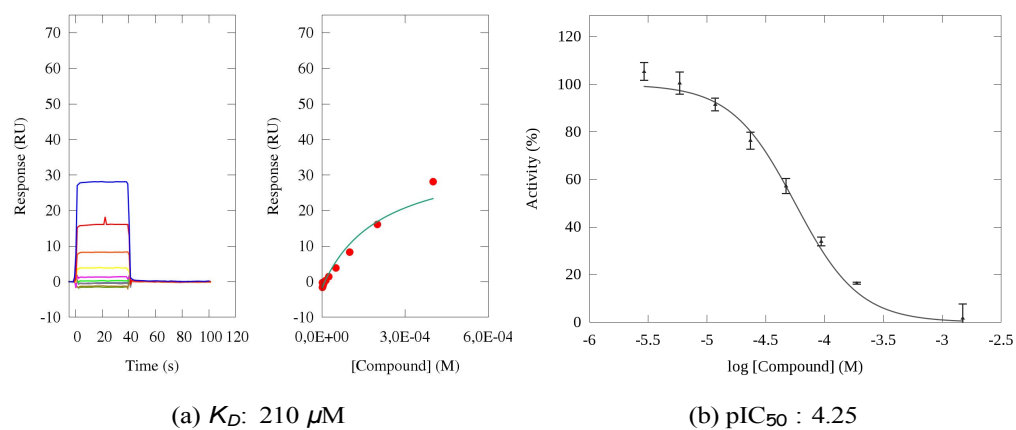 70
60
50
40
30
20
10
0
-10
Response (RU)
0 20 40 60 80 100 120
Time (s)
70
60
50
40
30
20
10
0
-10
Response (RU)
0,0E+00 3,0E-04 6,0E-04
[Compound] (M)
120
100
80
60
40
20
0
Activity (%)
-6 -5.5 -5 -4.5 -4 -3.5 -3 -2.5
log [Compound] (M)
(a) K_D: 210 µM
(b) pIC₅₀ : 4.25